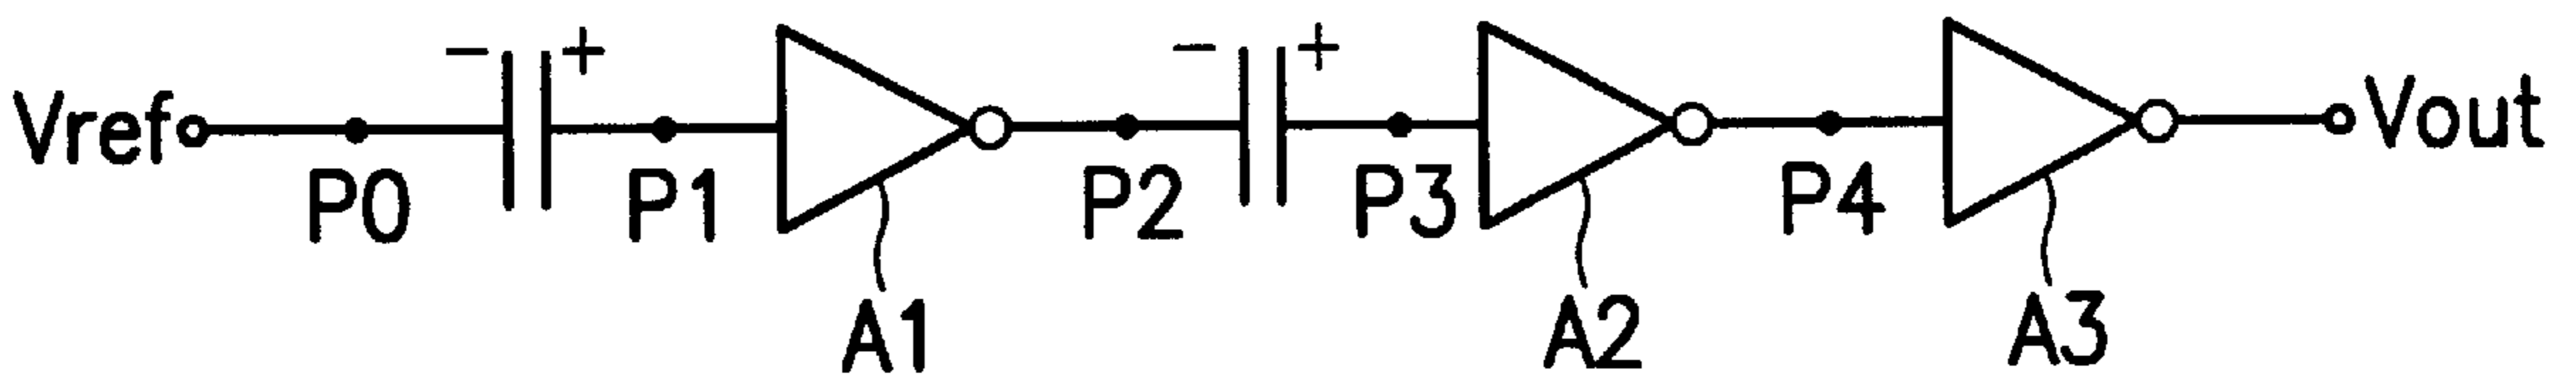 - + - +
Vref P0 P1 P2 P3 P4 Vout
A1 A2 A3